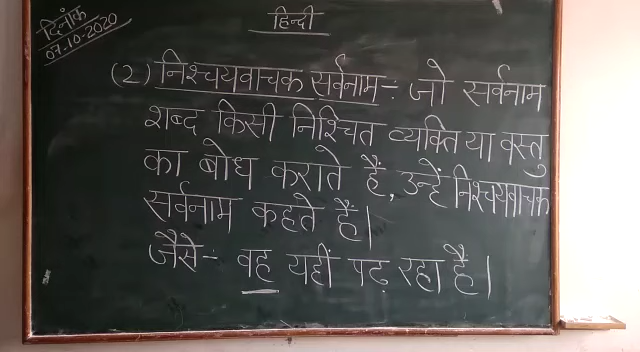 दिनाँक
07-10-2020
हिन्दी
(2) निश्चयवाचक सर्वनाम:- जो सर्वनाम
शब्द किसी निश्चित व्यक्ति या वस्तु
का बोध कराते हैं, उन्हें निश्चयवाचक
सर्वनाम कहते हैं।
जैसे:- वह यहीं पढ़ रहा है।